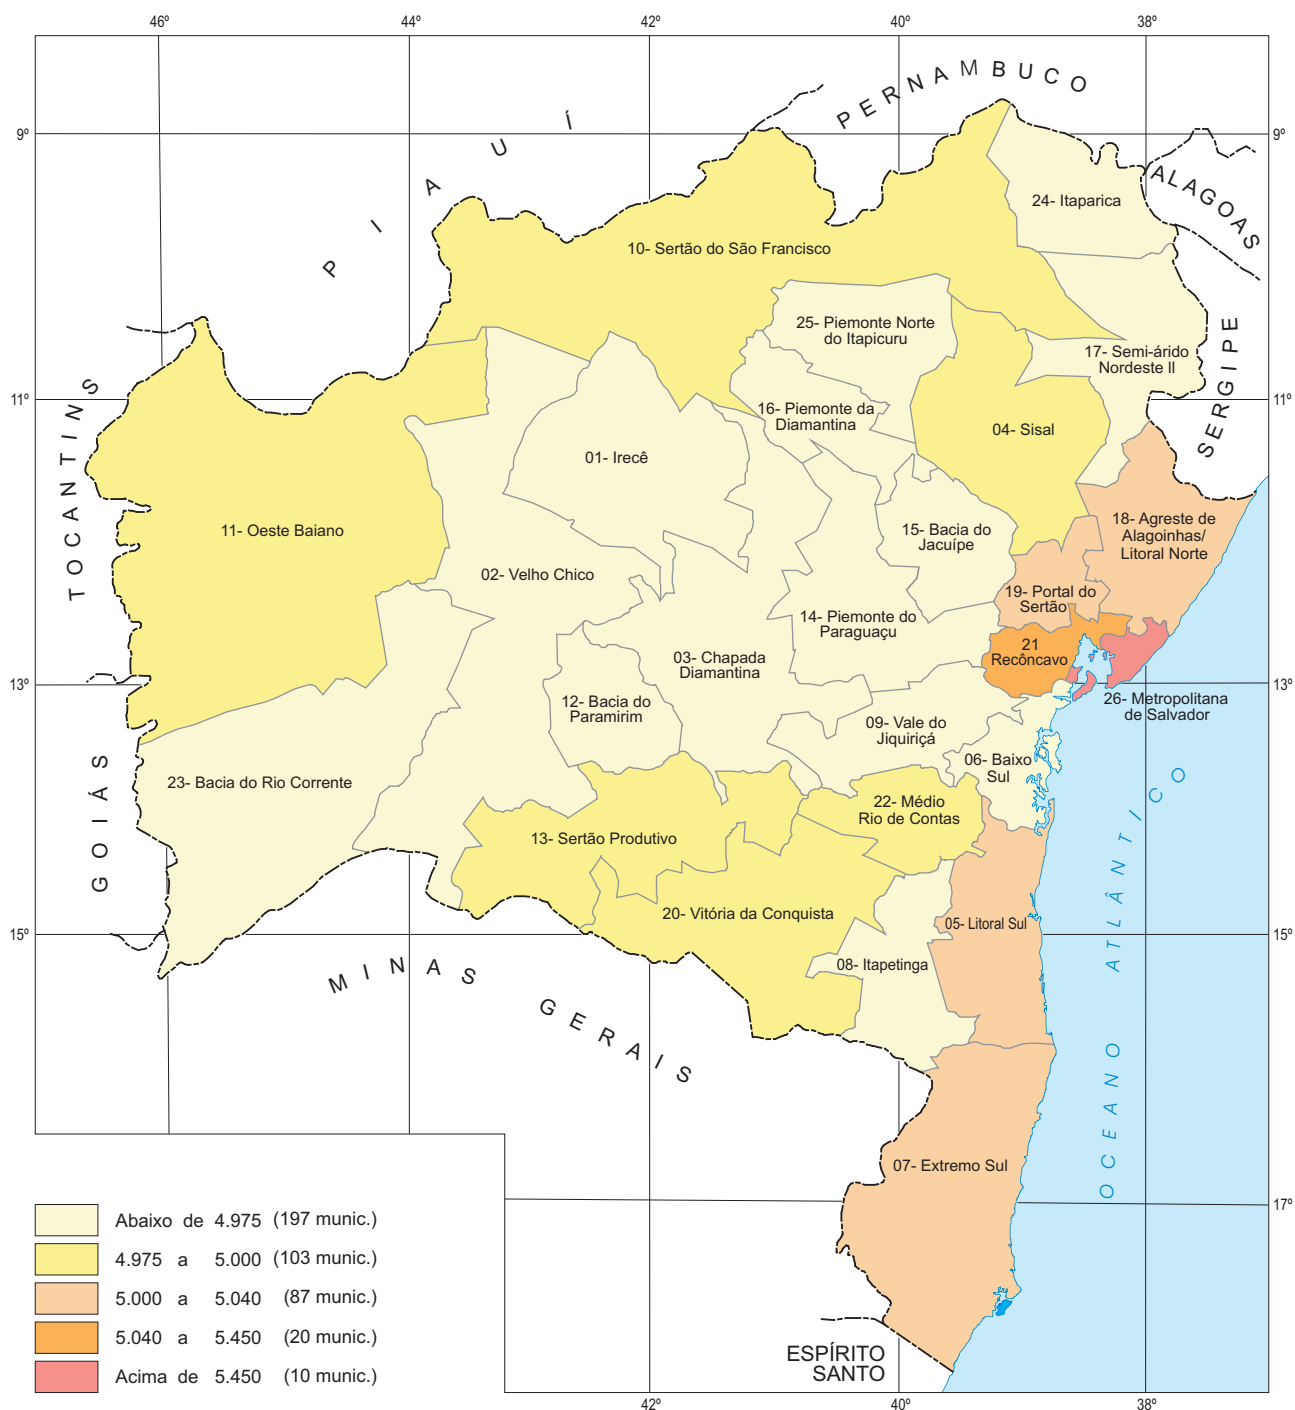 46º 44º 42º 40º 38º
PERNAMBUCO
PIAUÍ
9º 9º
ALAGOAS
24- Itaparica
10- Sertão do São Francisco
25- Piemonte Norte
do Itapicuru
SERGIPE
17- Semi-árido
Nordeste II
11º 11º
TOCANTINS
16- Piemonte da
Diamantina
04- Sisal
01- Irecê
11- Oeste Baiano
15- Bacia do
Jacuípe
18- Agreste de
Alagoinhas/
Litoral Norte
02- Velho Chico
19- Portal do
Sertão
14- Piemonte do
Paraguaçu
21
Recôncavo
03- Chapada
Diamantina
13º 13º
12- Bacia do
Paramirim
26- Metropolitana
de Salvador
09- Vale do
Jiquiriçá
06- Baixo
Sul
23- Bacia do Rio Corrente
GOIÁS
22- Médio
Rio de Contas
13- Sertão Produtivo
20- Vitória da Conquista
05- Litoral Sul
15º 15º
08- Itapetinga
MINAS GERAIS
OCEANO ATLÂNTICO
07- Extremo Sul
17º
Abaixo de 4.975 (197 munic.)
4.975 a 5.000 (103 munic.)
5.000 a 5.040 (87 munic.)
5.040 a 5.450 (20 munic.)
Acima de 5.450 (10 munic.)
ESPÍRITO
SANTO
42º 40º 38º